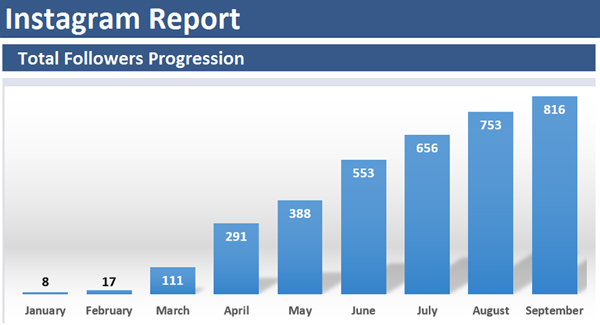 Instagram Report
Total Followers Progression
8 17 111 291 388 553 656 753 816
January February March April May June July August September